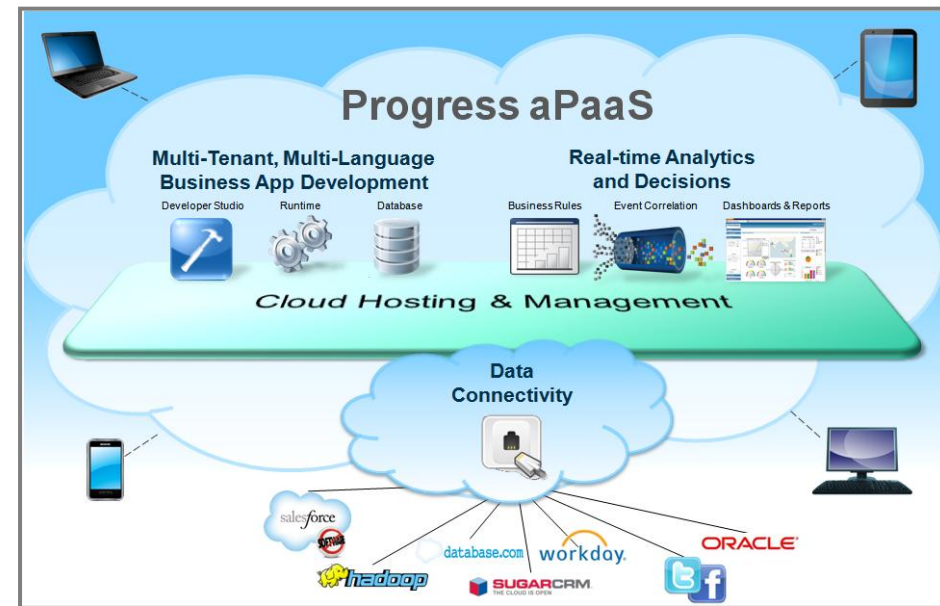 Progress aPaaS
Multi-Tenant, Multi-Language
Business App Development
Real-time Analytics
and Decisions
Developer Studio
Runtime
Database
Business Rules
Event Correlation
Dashboards & Reports
Cloud Hosting & Management
Data
Connectivity
salesforce
SOFTWARE
hadoop
database.com
SUGARCRM.
THE CLOUD IS OPEN
workday.
ORACLE